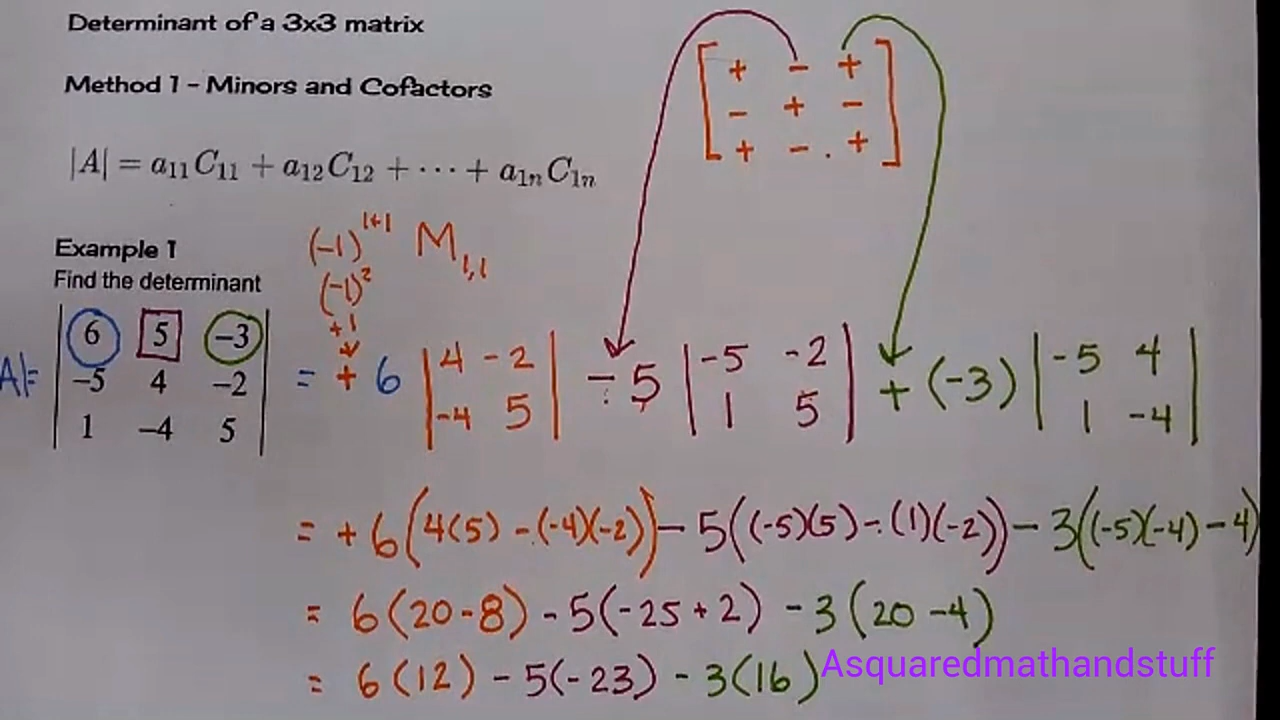 Determinant of a 3x3 matrix
[ + - +
- + -
+ - . + ]
Method 1 - Minors and Cofactors
|A| = a₁₁C₁₁ + a₁₂C₁₂ + ··· + a₁ₙC₁ₙ
Example 1
Find the determinant
(-1)¹⁺¹ M₁,₁
(-1)²
+1
|A|= | 6 5 -3 |
| -5 4 -2 |
| 1 -4 5 |
= + 6 | 4 -2 | - 5 | -5 -2 | + (-3) | -5 4 |
| -4 5 | | 1 5 | | 1 -4 |
= + 6(4(5) - (-4)(-2)) - 5((-5)(5) - (1)(-2)) - 3((-5)(-4) - 4)
= 6(20-8) - 5(-25+2) - 3(20-4)
= 6(12) - 5(-23) - 3(16)
Asquaredmathandstuff